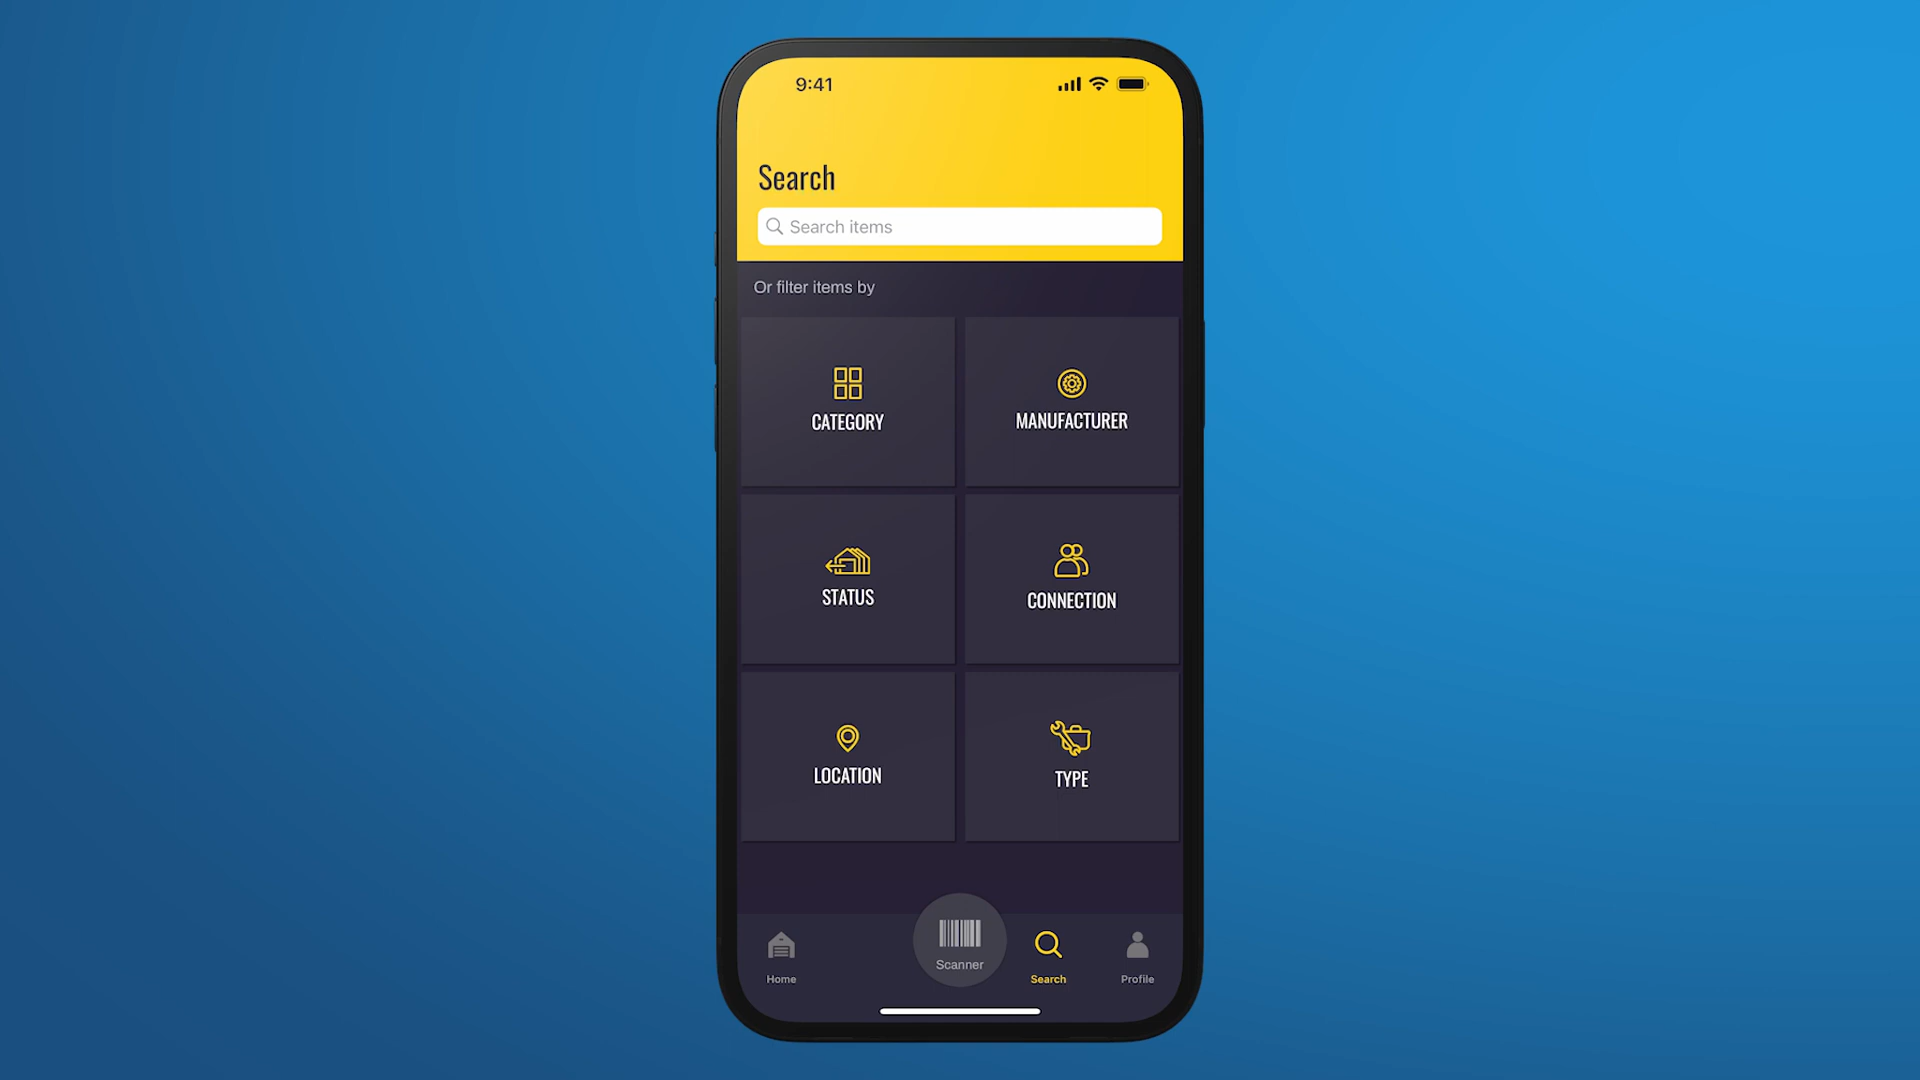 9:41
Search
Search items
Or filter items by
CATEGORY
MANUFACTURER
STATUS
CONNECTION
LOCATION
TYPE
Home
Scanner
Search
Profile